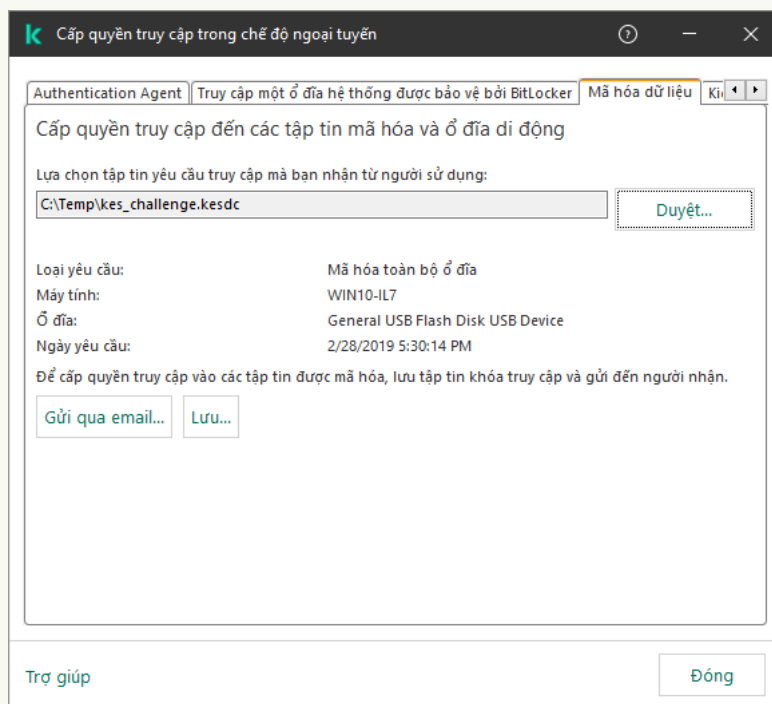 Cấp quyền truy cập trong chế độ ngoại tuyến
Authentication Agent Truy cập một ổ đĩa hệ thống được bảo vệ bởi BitLocker Mã hóa dữ liệu
Cấp quyền truy cập đến các tập tin mã hóa và ổ đĩa di động
Lựa chọn tập tin yêu cầu truy cập mà bạn nhận từ người sử dụng:
C:\Temp\kes_challenge.kesdc
Duyệt...
Loại yêu cầu: Mã hóa toàn bộ ổ đĩa
Máy tính: WIN10-IL7
Ổ đĩa: General USB Flash Disk USB Device
Ngày yêu cầu: 2/28/2019 5:30:14 PM
Để cấp quyền truy cập vào các tập tin được mã hóa, lưu tập tin khóa truy cập và gửi đến người nhận.
Gửi qua email... Lưu...
Trợ giúp Đóng